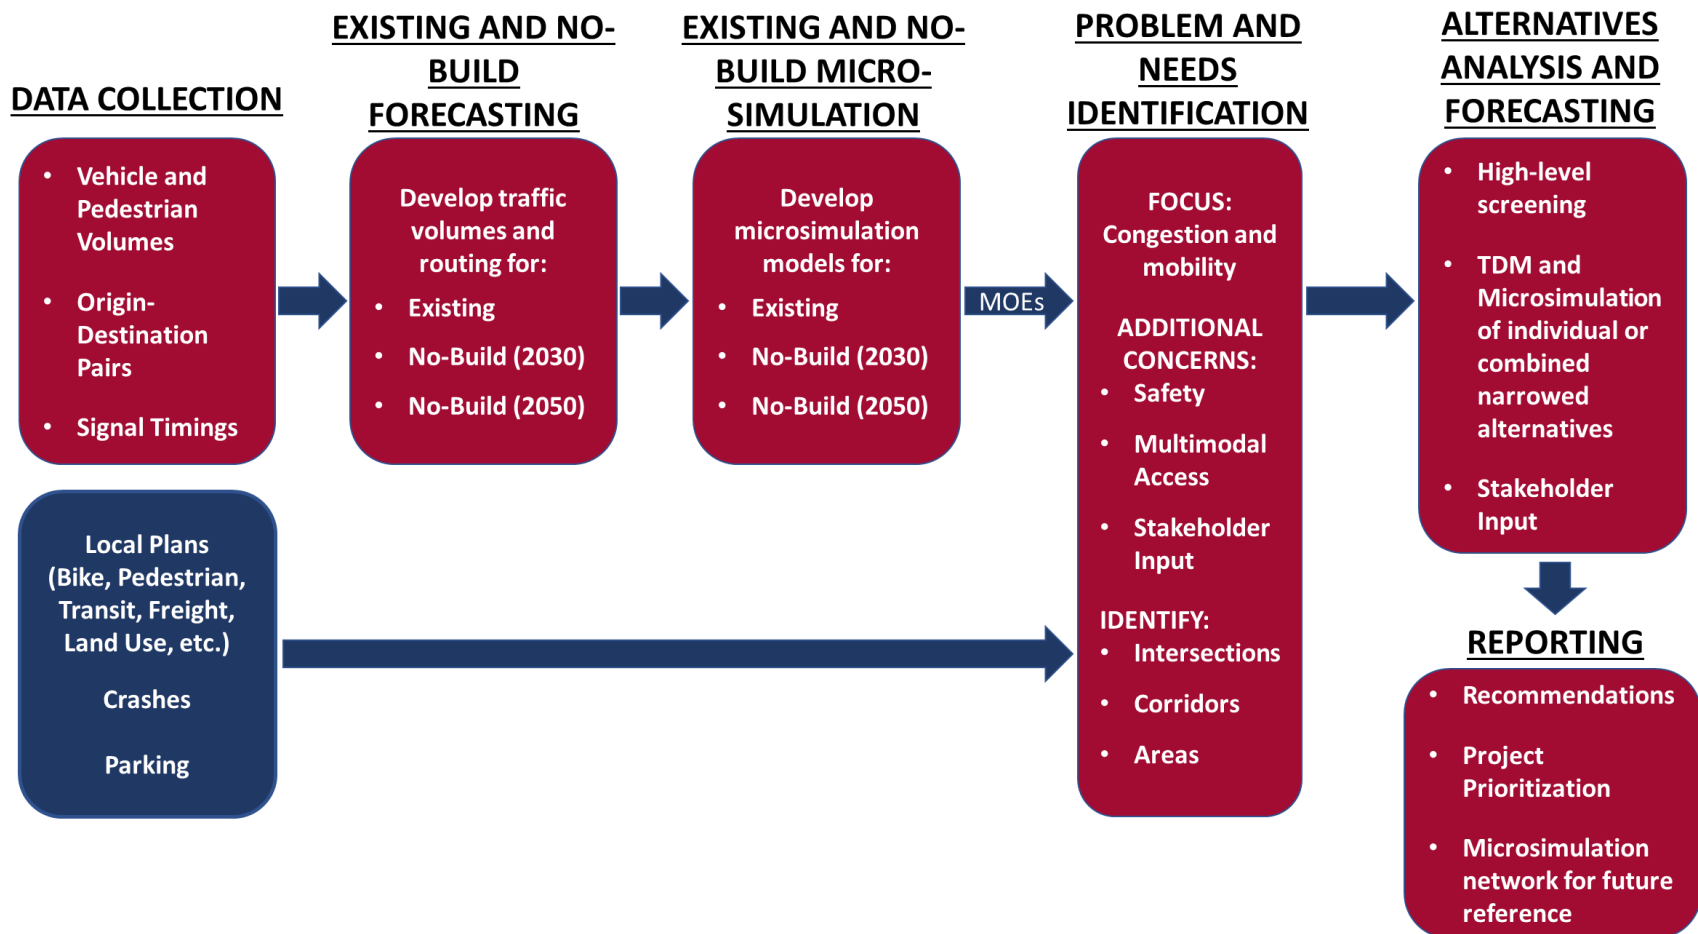 DATA COLLECTION
• Vehicle and
Pedestrian
Volumes
• Origin-
Destination
Pairs
• Signal Timings
Local Plans
(Bike, Pedestrian,
Transit, Freight,
Land Use, etc.)
Crashes
Parking
EXISTING AND NO-
BUILD
FORECASTING
Develop traffic
volumes and
routing for:
• Existing
• No-Build (2030)
• No-Build (2050)
EXISTING AND NO-
BUILD MICRO-
SIMULATION
Develop
microsimulation
models for:
• Existing
• No-Build (2030)
• No-Build (2050)
MOEs
PROBLEM AND
NEEDS
IDENTIFICATION
FOCUS:
Congestion and
mobility
ADDITIONAL
CONCERNS:
• Safety
• Multimodal
Access
• Stakeholder
Input
IDENTIFY:
• Intersections
• Corridors
• Areas
ALTERNATIVES
ANALYSIS AND
FORECASTING
• High-level
screening
• TDM and
Microsimulation
of individual or
combined
narrowed
alternatives
• Stakeholder
Input
REPORTING
• Recommendations
• Project
Prioritization
• Microsimulation
network for future
reference